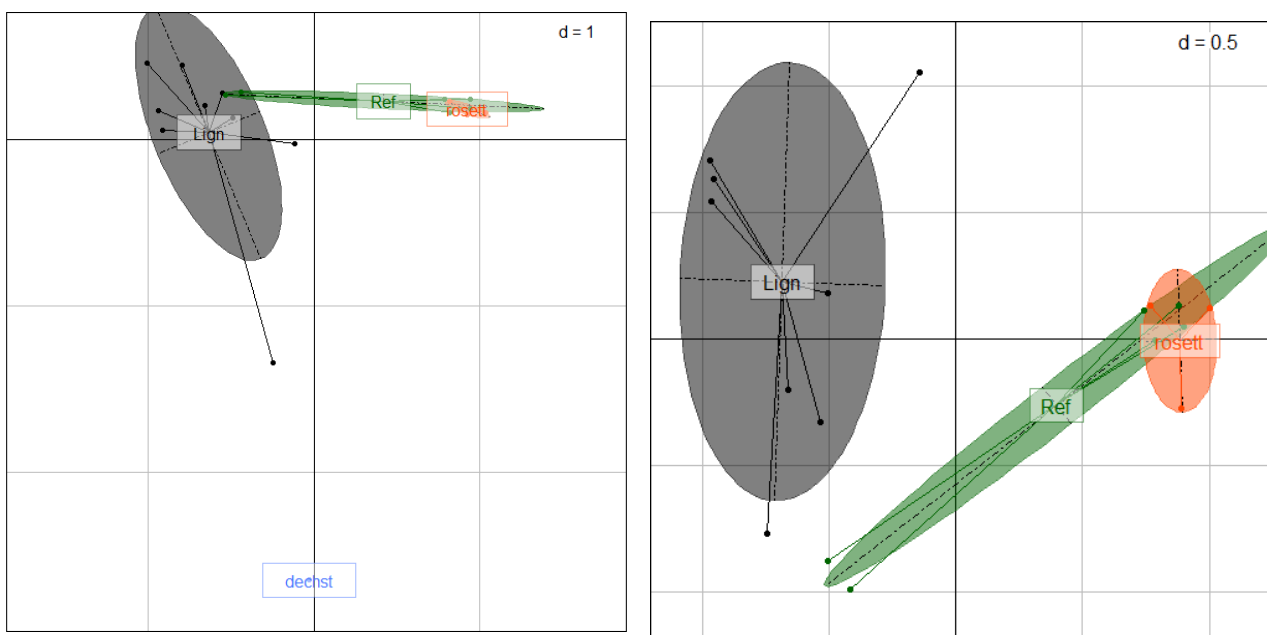 d = 1
Ref
rosett
Lign
dechst
d = 0.5
Lign
rosett
Ref